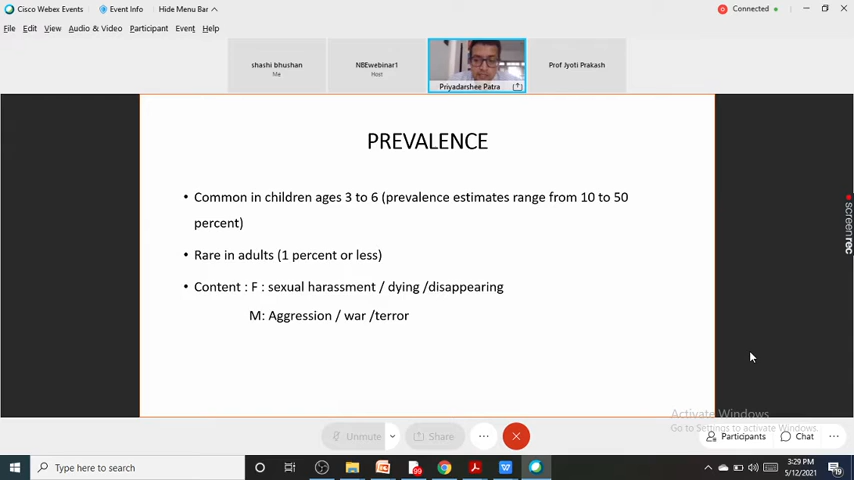 Cisco Webex Events
Event Info
Hide Menu Bar
Connected
File Edit View Audio & Video Participant Event Help
shashi bhushan
Me
NBEwebinar1
Host
Priyadarshee Patra
Prof Jyoti Prakash
PREVALENCE
• Common in children ages 3 to 6 (prevalence estimates range from 10 to 50
percent)
• Rare in adults (1 percent or less)
• Content : F : sexual harassment / dying /disappearing
M: Aggression / war /terror
screenrec
Activate Windows
Go to Settings to activate Windows.
Unmute
Share
Participants
Chat
Type here to search
99
3:29 PM
5/12/2021
19